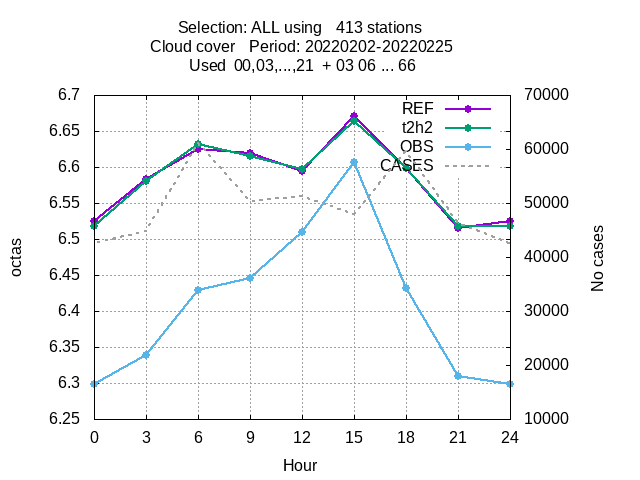 Selection: ALL using   413 stations
Cloud cover   Period: 20220202-20220225
Used  00,03,...,21  + 03 06 ... 66
6.7
6.65
6.6
6.55
6.5
6.45
6.4
6.35
6.3
6.25
70000
60000
50000
40000
30000
20000
10000
REF
t2h2
OBS
CASES
octas
No cases
0 3 6 9 12 15 18 21 24
Hour